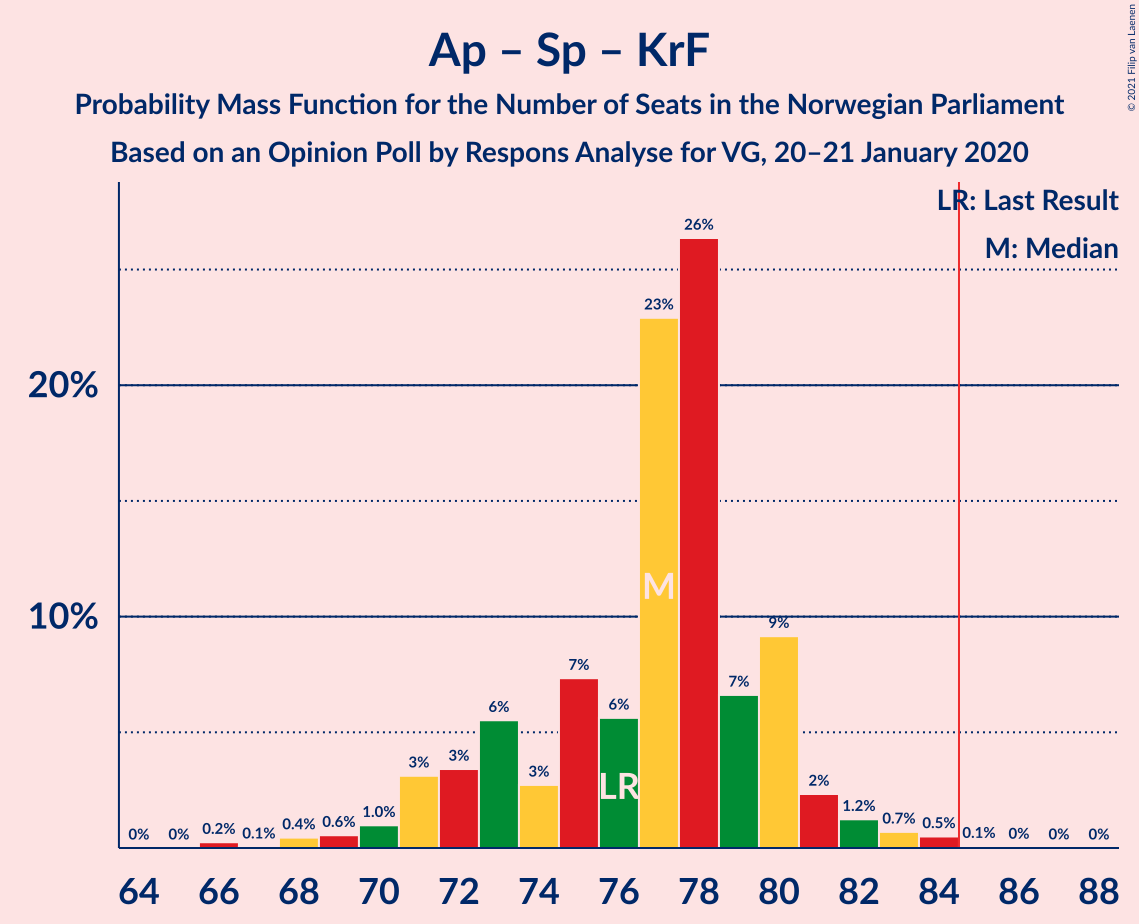 Ap – Sp – KrF
Probability Mass Function for the Number of Seats in the Norwegian Parliament
Based on an Opinion Poll by Respons Analyse for VG, 20–21 January 2020
© 2021 Filip van Laenen
LR: Last Result
M: Median
20%
10%
0% 0% 0.2% 0.1% 0.4% 0.6% 1.0% 3% 3% 6% 3% 7% 6% 23% 26% 7% 9% 2% 1.2% 0.7% 0.5% 0.1% 0% 0% 0%
M
LR
64 66 68 70 72 74 76 78 80 82 84 86 88